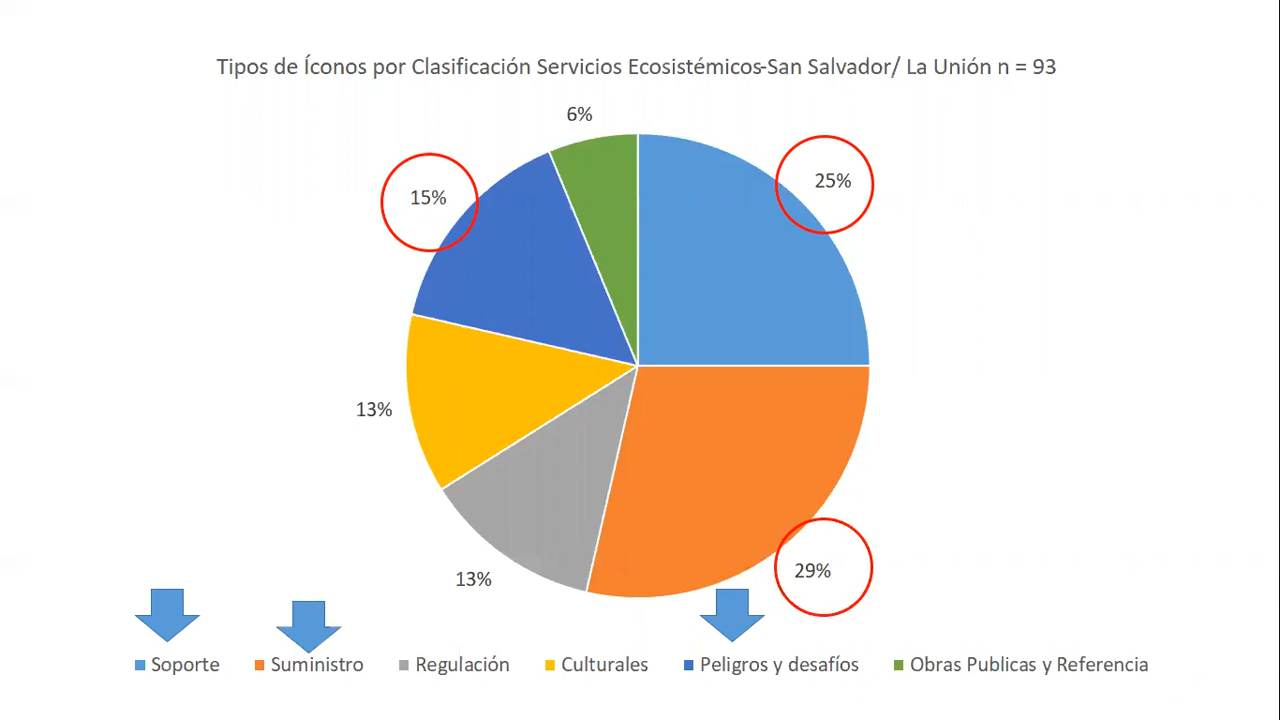 Tipos de Íconos por Clasificación Servicios Ecosistémicos-San Salvador/ La Unión n = 93
6%
25%
15%
13%
29%
13%
Soporte
Suministro
Regulación
Culturales
Peligros y desafíos
Obras Publicas y Referencia